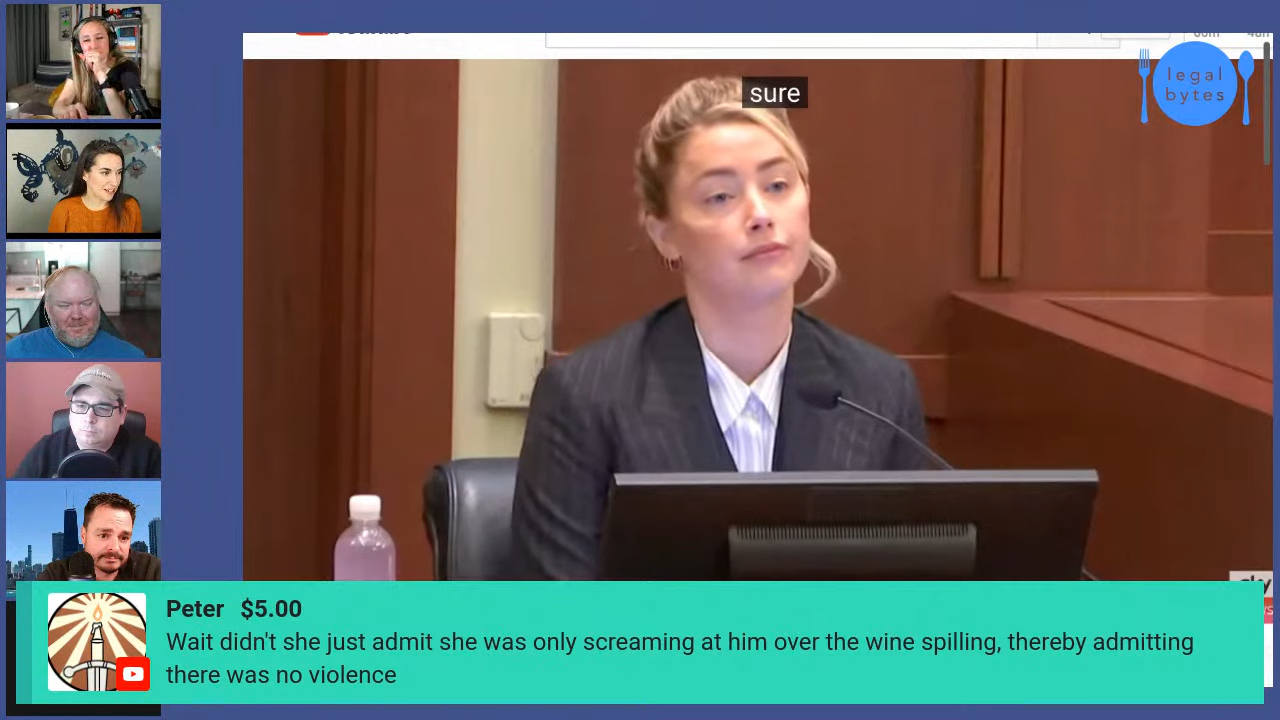 sure
legal
bytes
sky
Peter $5.00
Wait didn't she just admit she was only screaming at him over the wine spilling, thereby admitting
there was no violence